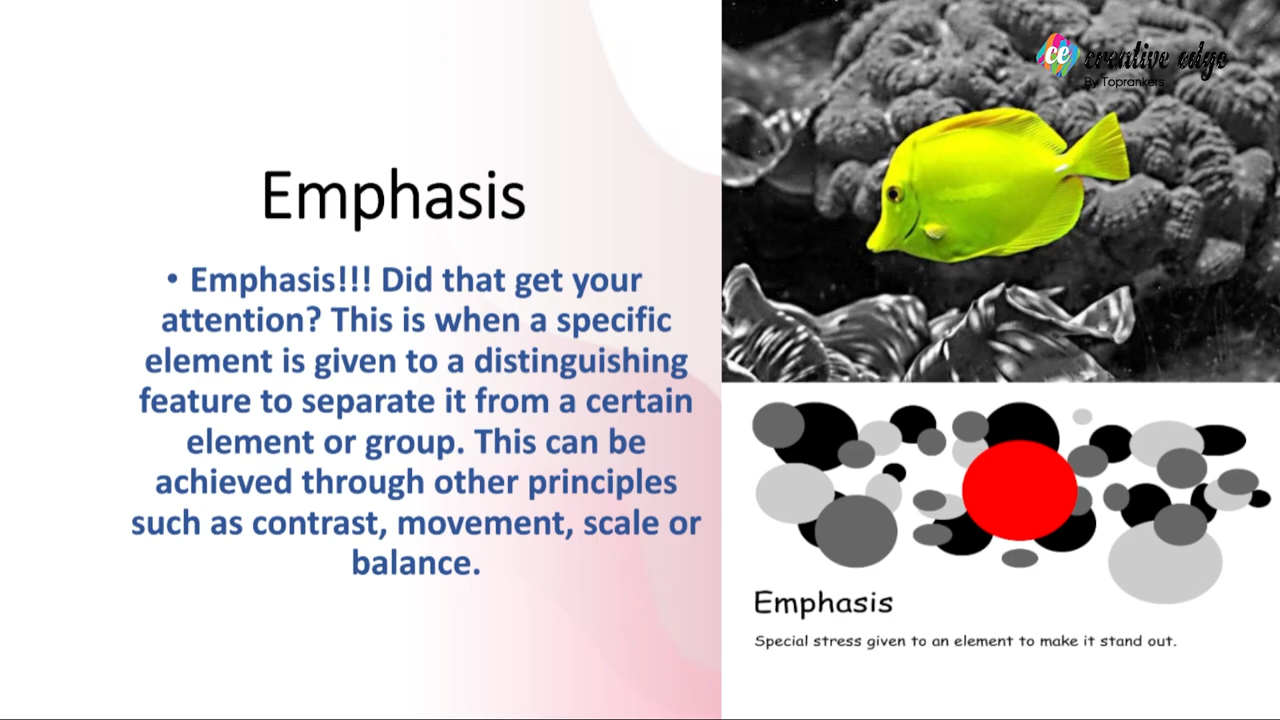 Emphasis
• Emphasis!!! Did that get your
attention? This is when a specific
element is given to a distinguishing
feature to separate it from a certain
element or group. This can be
achieved through other principles
such as contrast, movement, scale or
balance.
ce creative edge
By Toprankers
Emphasis
Special stress given to an element to make it stand out.